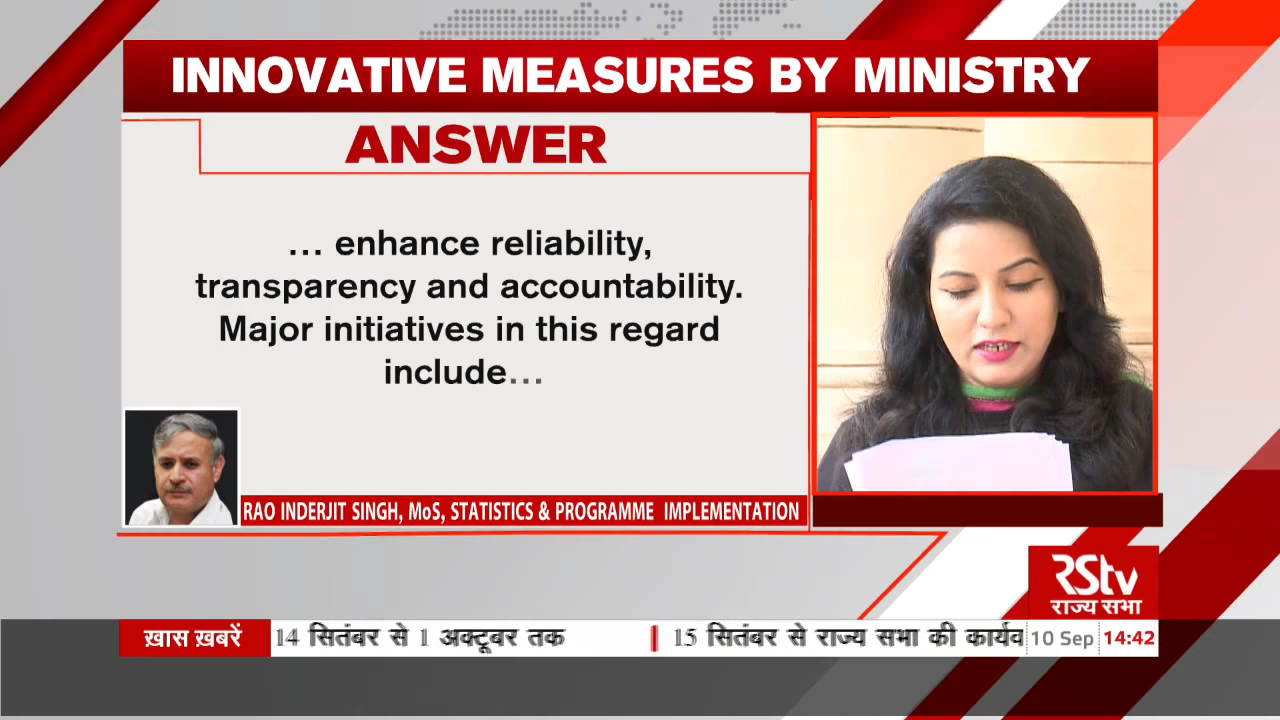 INNOVATIVE MEASURES BY MINISTRY
ANSWER
... enhance reliability,
transparency and accountability.
Major initiatives in this regard
include...
RAO INDERJIT SINGH, MoS, STATISTICS & PROGRAMME IMPLEMENTATION
RStv
राज्य सभा
ख़ास ख़बरें
14 सितंबर से 1 अक्टूबर तक
15 सितंबर से राज्य सभा की कार्यव
10 Sep
14:42